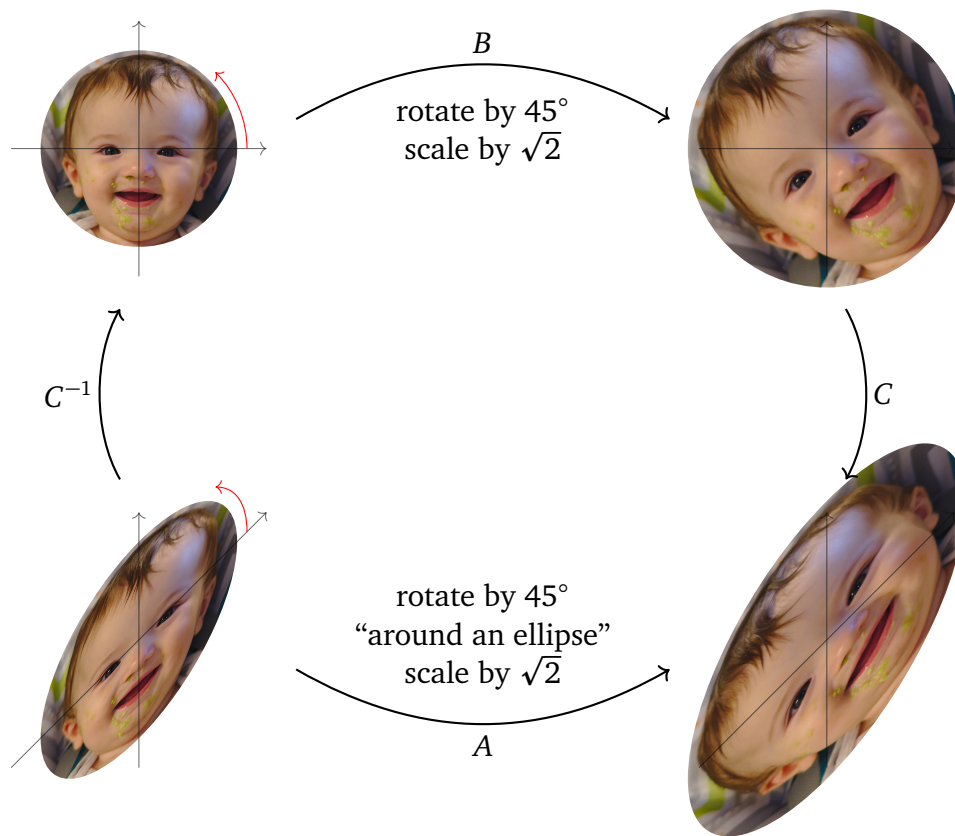 B
rotate by 45°
scale by √2
C⁻¹
C
rotate by 45°
“around an ellipse”
scale by √2
A